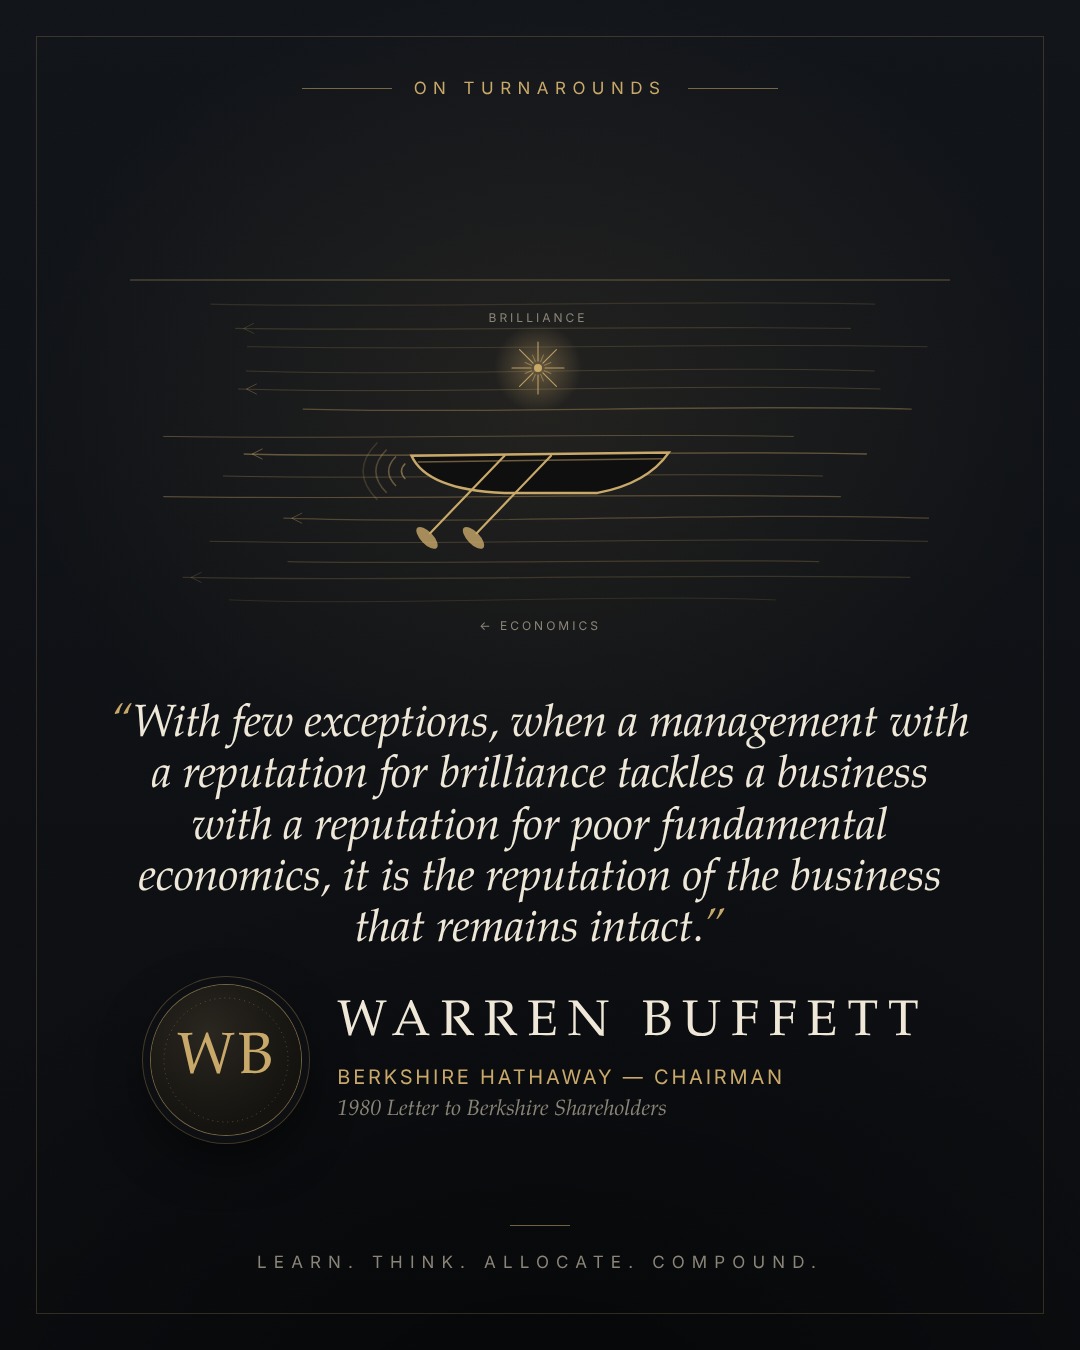 ON TURNAROUNDS
BRILLIANCE
← ECONOMICS
“With few exceptions, when a management with
a reputation for brilliance tackles a business
with a reputation for poor fundamental
economics, it is the reputation of the business
that remains intact.”
WB
WARREN BUFFETT
BERKSHIRE HATHAWAY — CHAIRMAN
1980 Letter to Berkshire Shareholders
LEARN. THINK. ALLOCATE. COMPOUND.